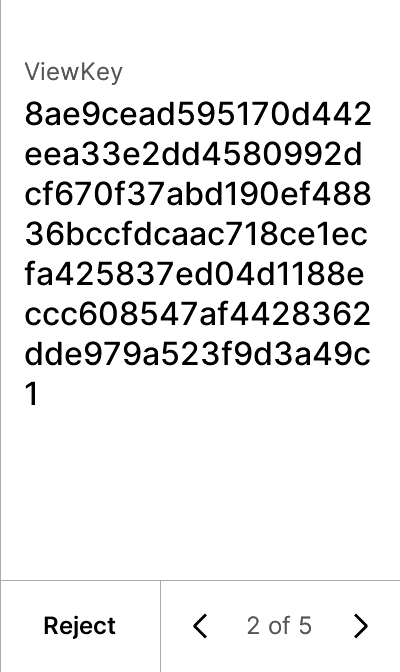 ViewKey
8ae9cead595170d442
eea33e2dd4580992d
cf670f37abd190ef488
36bccfdcaac718ce1ec
fa425837ed04d1188e
ccc608547af4428362
dde979a523f9d3a49c
1
Reject
2 of 5